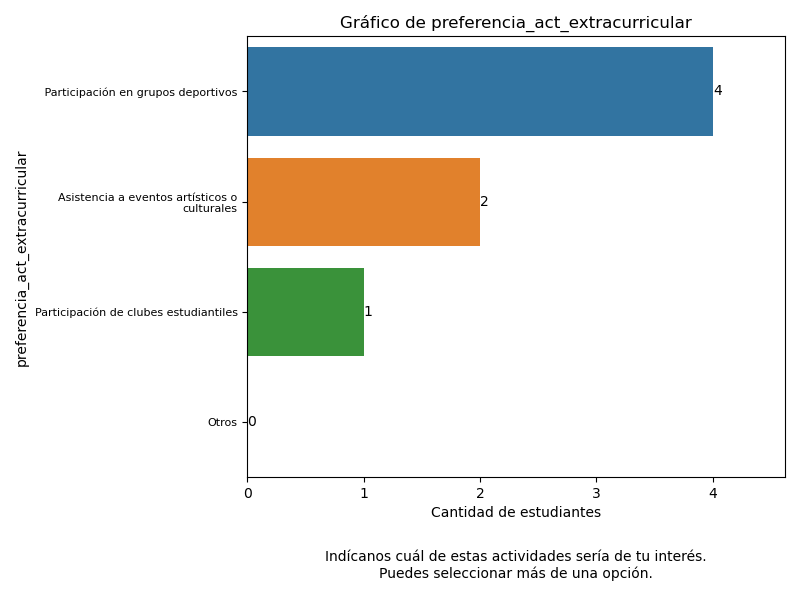 Gráfico de preferencia_act_extracurricular
preferencia_act_extracurricular
Participación en grupos deportivos
4
Asistencia a eventos artísticos o
culturales
2
Participación de clubes estudiantiles
1
Otros
0
0 1 2 3 4
Cantidad de estudiantes
Indícanos cuál de estas actividades sería de tu interés.
Puedes seleccionar más de una opción.